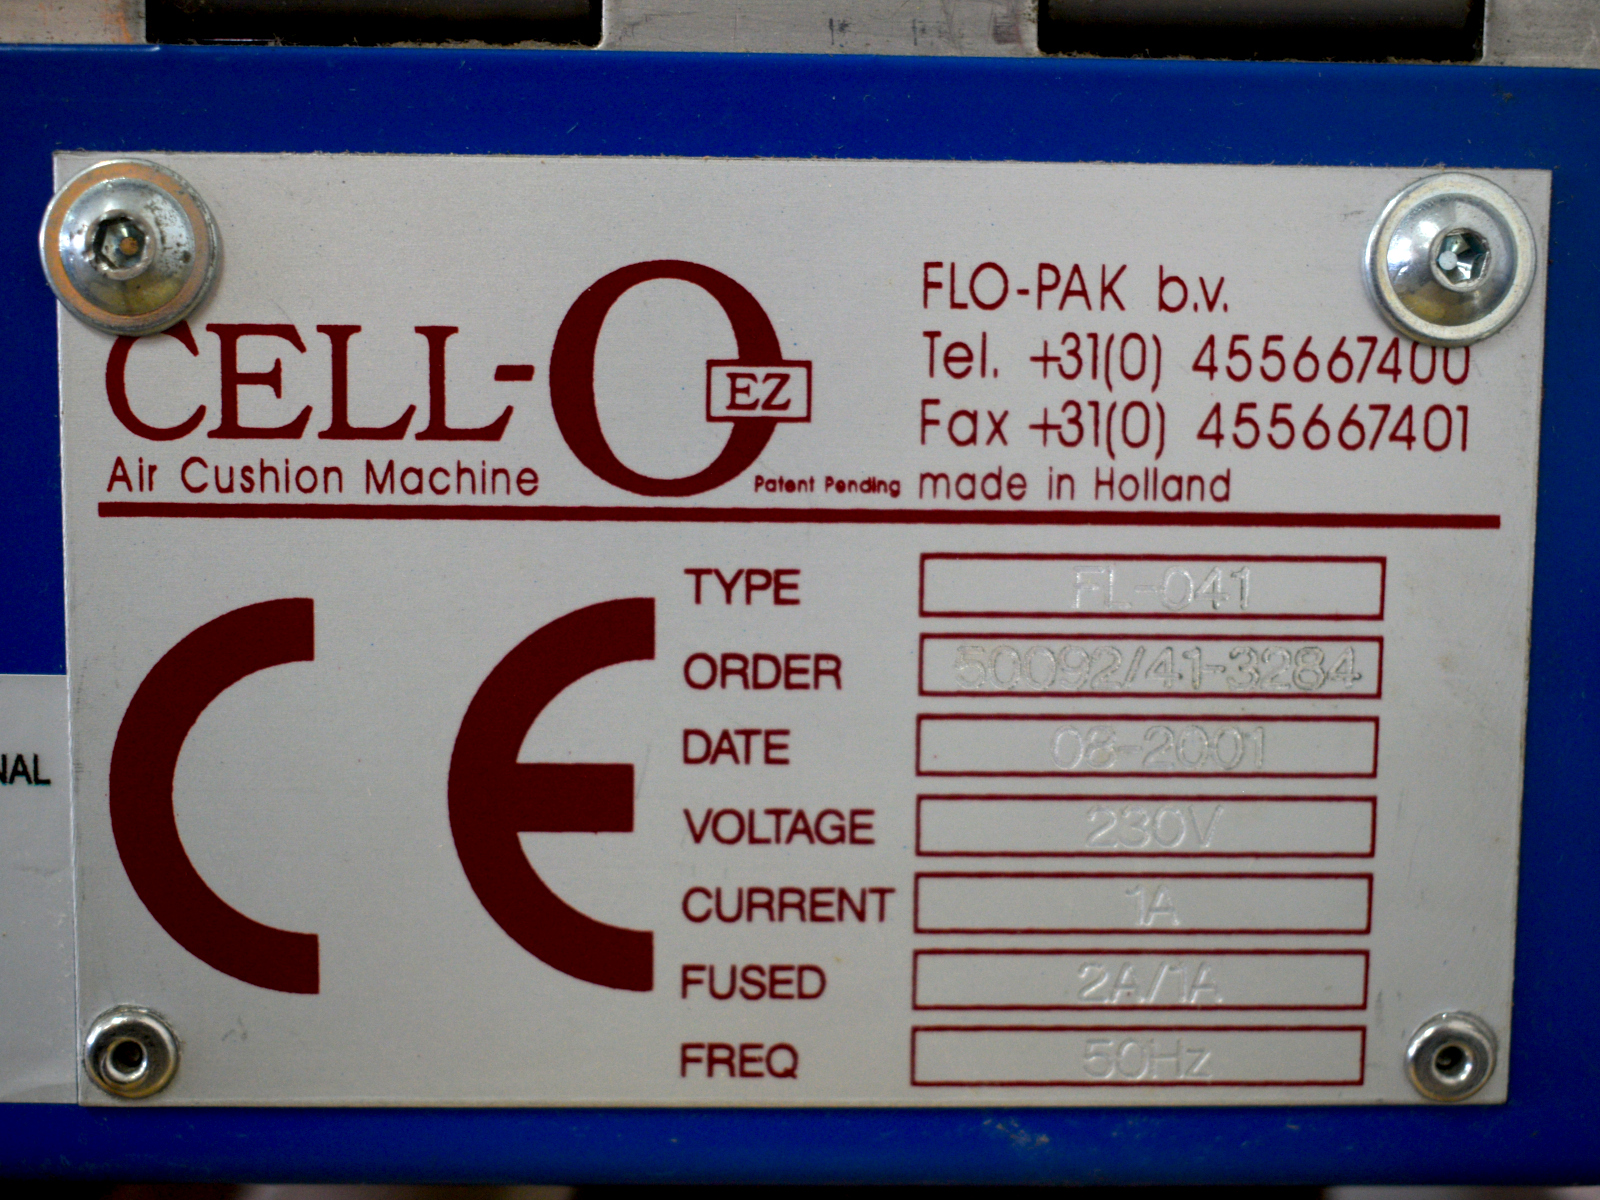 CELL-O EZ
Air Cushion Machine
Patent Pending
FLO-PAK b.v.
Tel. +31(0) 455667400
Fax +31(0) 455667401
made in Holland
CE
TYPE FL-041
ORDER 50092/41-3284
DATE 08-2001
VOLTAGE 230V
CURRENT 1A
FUSED 2A/1A
FREQ 50Hz
NAL